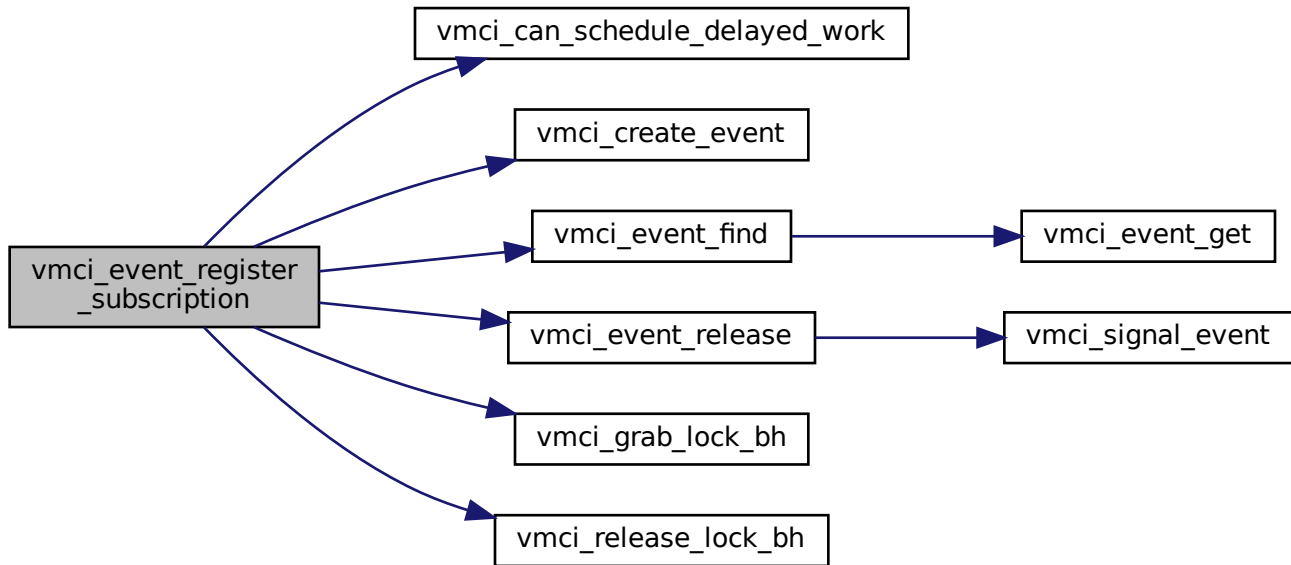 vmci_can_schedule_delayed_work
vmci_create_event
vmci_event_find
vmci_event_get
vmci_event_register
_subscription
vmci_event_release
vmci_signal_event
vmci_grab_lock_bh
vmci_release_lock_bh